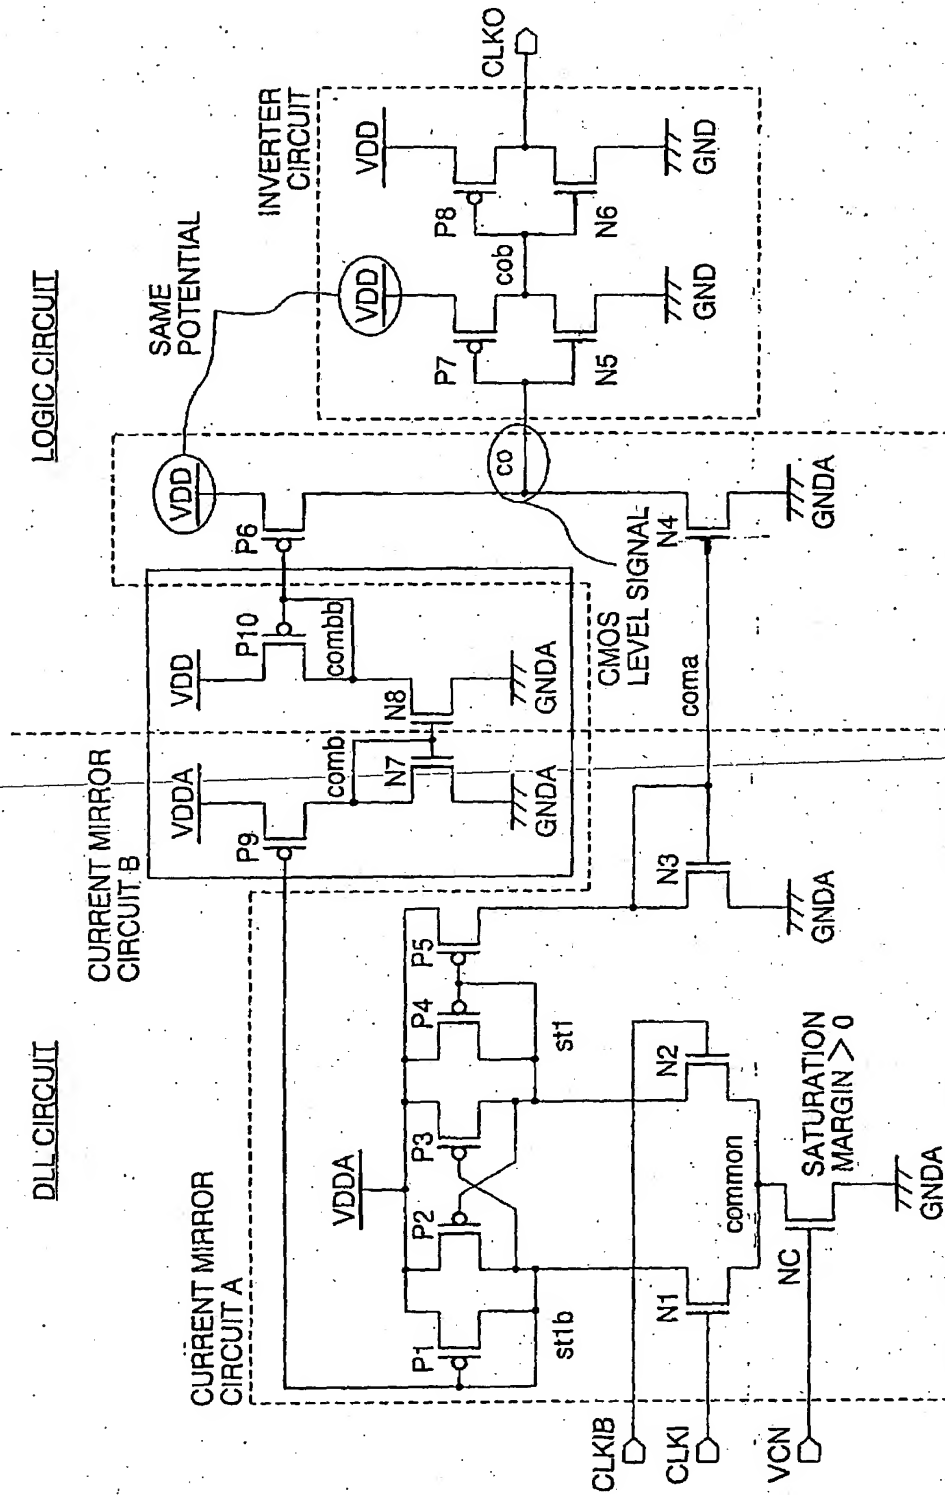 DLL CIRCUIT
LOGIC CIRCUIT
CURRENT MIRROR
CIRCUIT A
CURRENT MIRROR
CIRCUIT B
SAME
POTENTIAL
INVERTER
CIRCUIT
VDDA
VDDA
VDD
VDD
VDD
VDD
P1
P2
P3
P4
P5
P9
P10
P6
P7
P8
st1b
st1
comb
combb
co
cob
CLKO
N7
N8
GNDA
GNDA
N5
N6
GND
GND
CMOS
LEVEL SIGNAL
CLKIB
CLKI
VCN
N1
N2
N3
N4
coma
common
GNDA
GNDA
NC
SATURATION
MARGIN > 0
GNDA